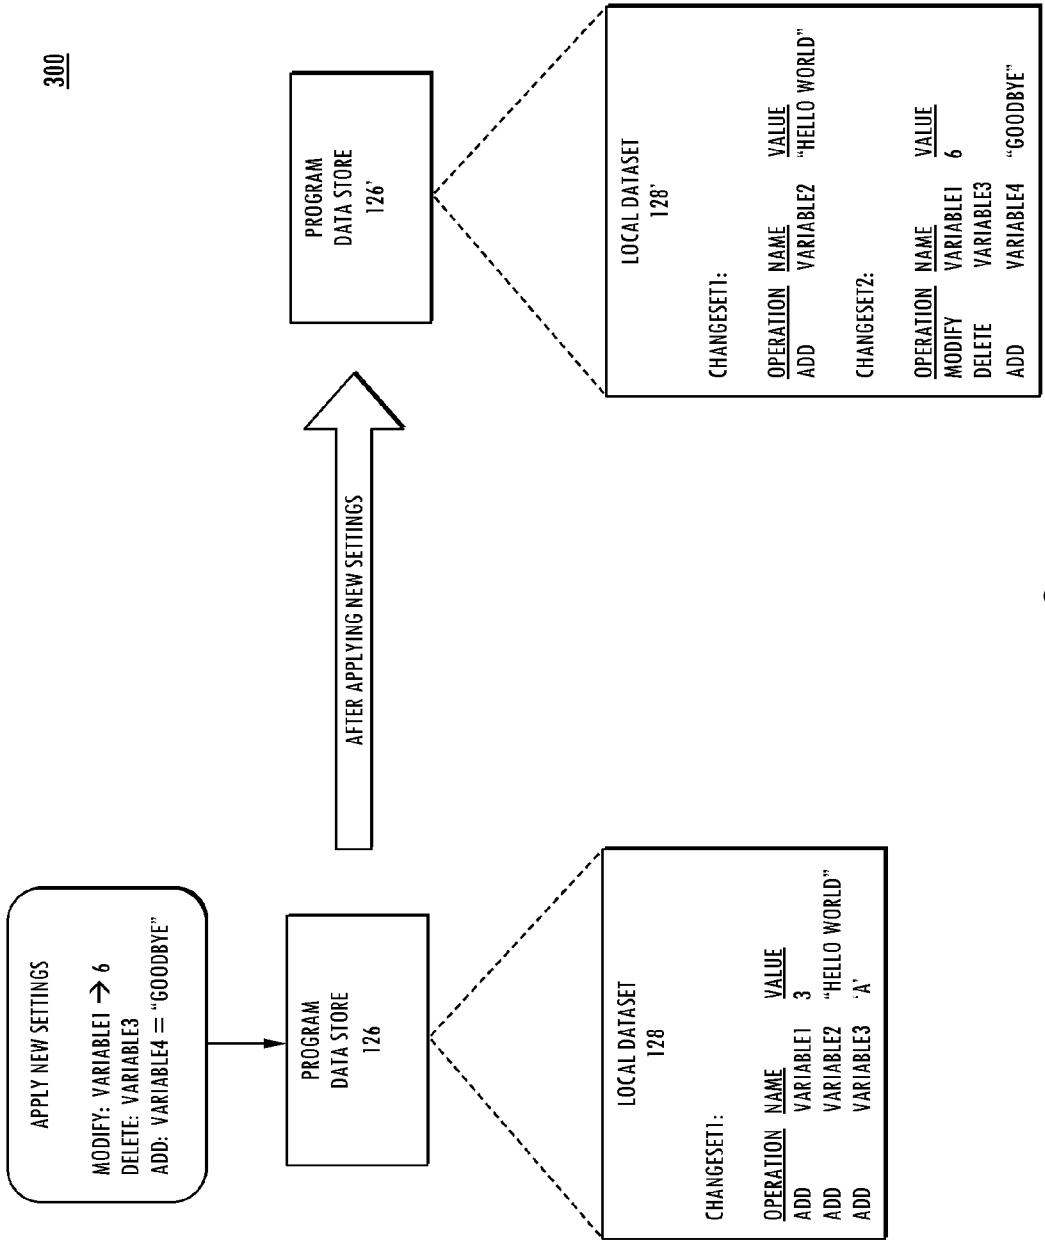 300
APPLY NEW SETTINGS
MODIFY: VARIABLE1 → 6
DELETE: VARIABLE3
ADD: VARIABLE4 = "GOODBYE"
PROGRAM
DATA STORE
126
LOCAL DATASET
128
CHANGESET1:
OPERATION NAME VALUE
ADD VARIABLE1 3
ADD VARIABLE2 "HELLO WORLD"
ADD VARIABLE3 'A'
AFTER APPLYING NEW SETTINGS
PROGRAM
DATA STORE
126'
LOCAL DATASET
128'
CHANGESET1:
OPERATION NAME VALUE
ADD VARIABLE2 "HELLO WORLD"
CHANGESET2:
OPERATION NAME VALUE
MODIFY VARIABLE1 6
DELETE VARIABLE3
ADD VARIABLE4 "GOODBYE"